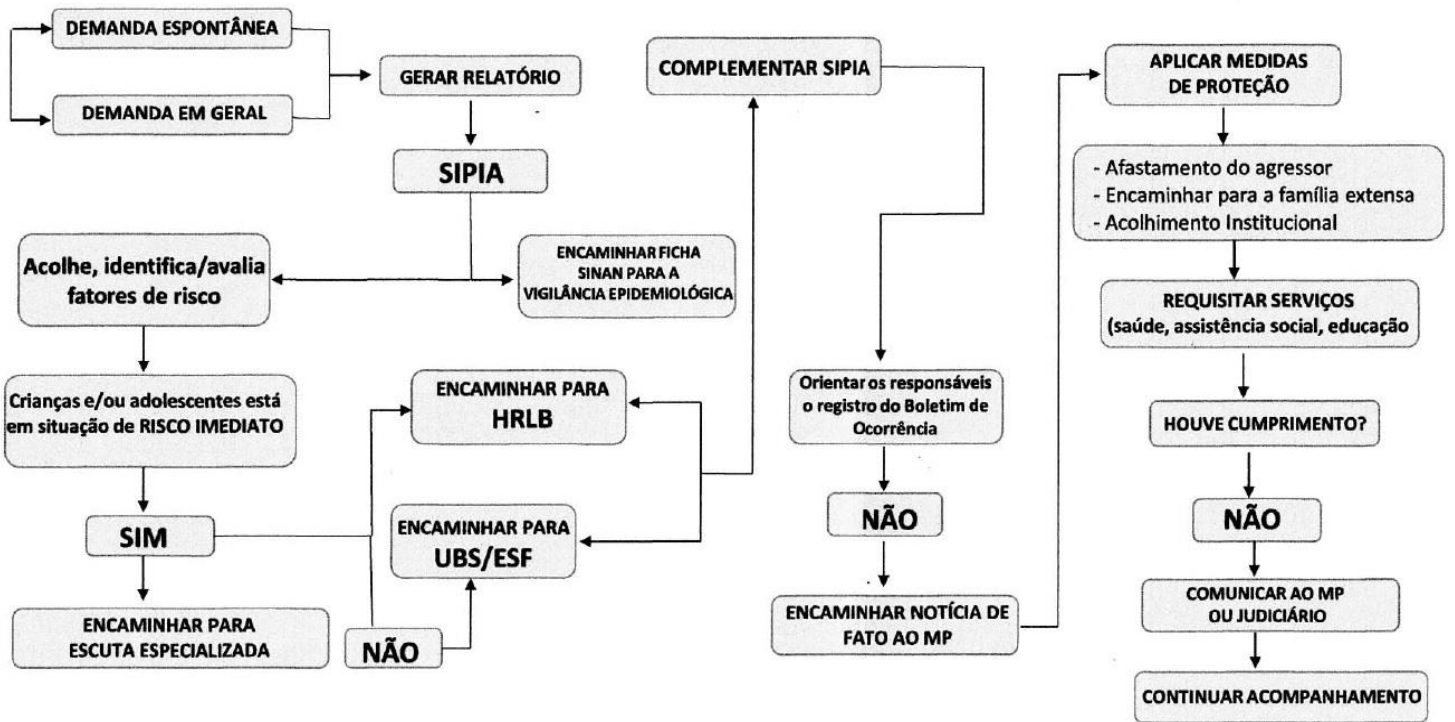 DEMANDA ESPONTÂNEA
DEMANDA EM GERAL
GERAR RELATÓRIO
SIPIA
Acolhe, identifica/avalia
fatores de risco
ENCAMINHAR FICHA
SINAN PARA A
VIGILÂNCIA EPIDEMIOLÓGICA
Crianças e/ou adolescentes está
em situação de RISCO IMEDIATO
SIM
ENCAMINHAR PARA
ESCUTA ESPECIALIZADA
NÃO
ENCAMINHAR PARA
HRLB
ENCAMINHAR PARA
UBS/ESF
COMPLEMENTAR SIPIA
Orientar os responsáveis
o registro do Boletim de
Ocorrência
NÃO
ENCAMINHAR NOTÍCIA DE
FATO AO MP
APLICAR MEDIDAS
DE PROTEÇÃO
- Afastamento do agressor
- Encaminhar para a família extensa
- Acolhimento Institucional
REQUISITAR SERVIÇOS
(saúde, assistência social, educação
HOUVE CUMPRIMENTO?
NÃO
COMUNICAR AO MP
OU JUDICIÁRIO
CONTINUAR ACOMPANHAMENTO